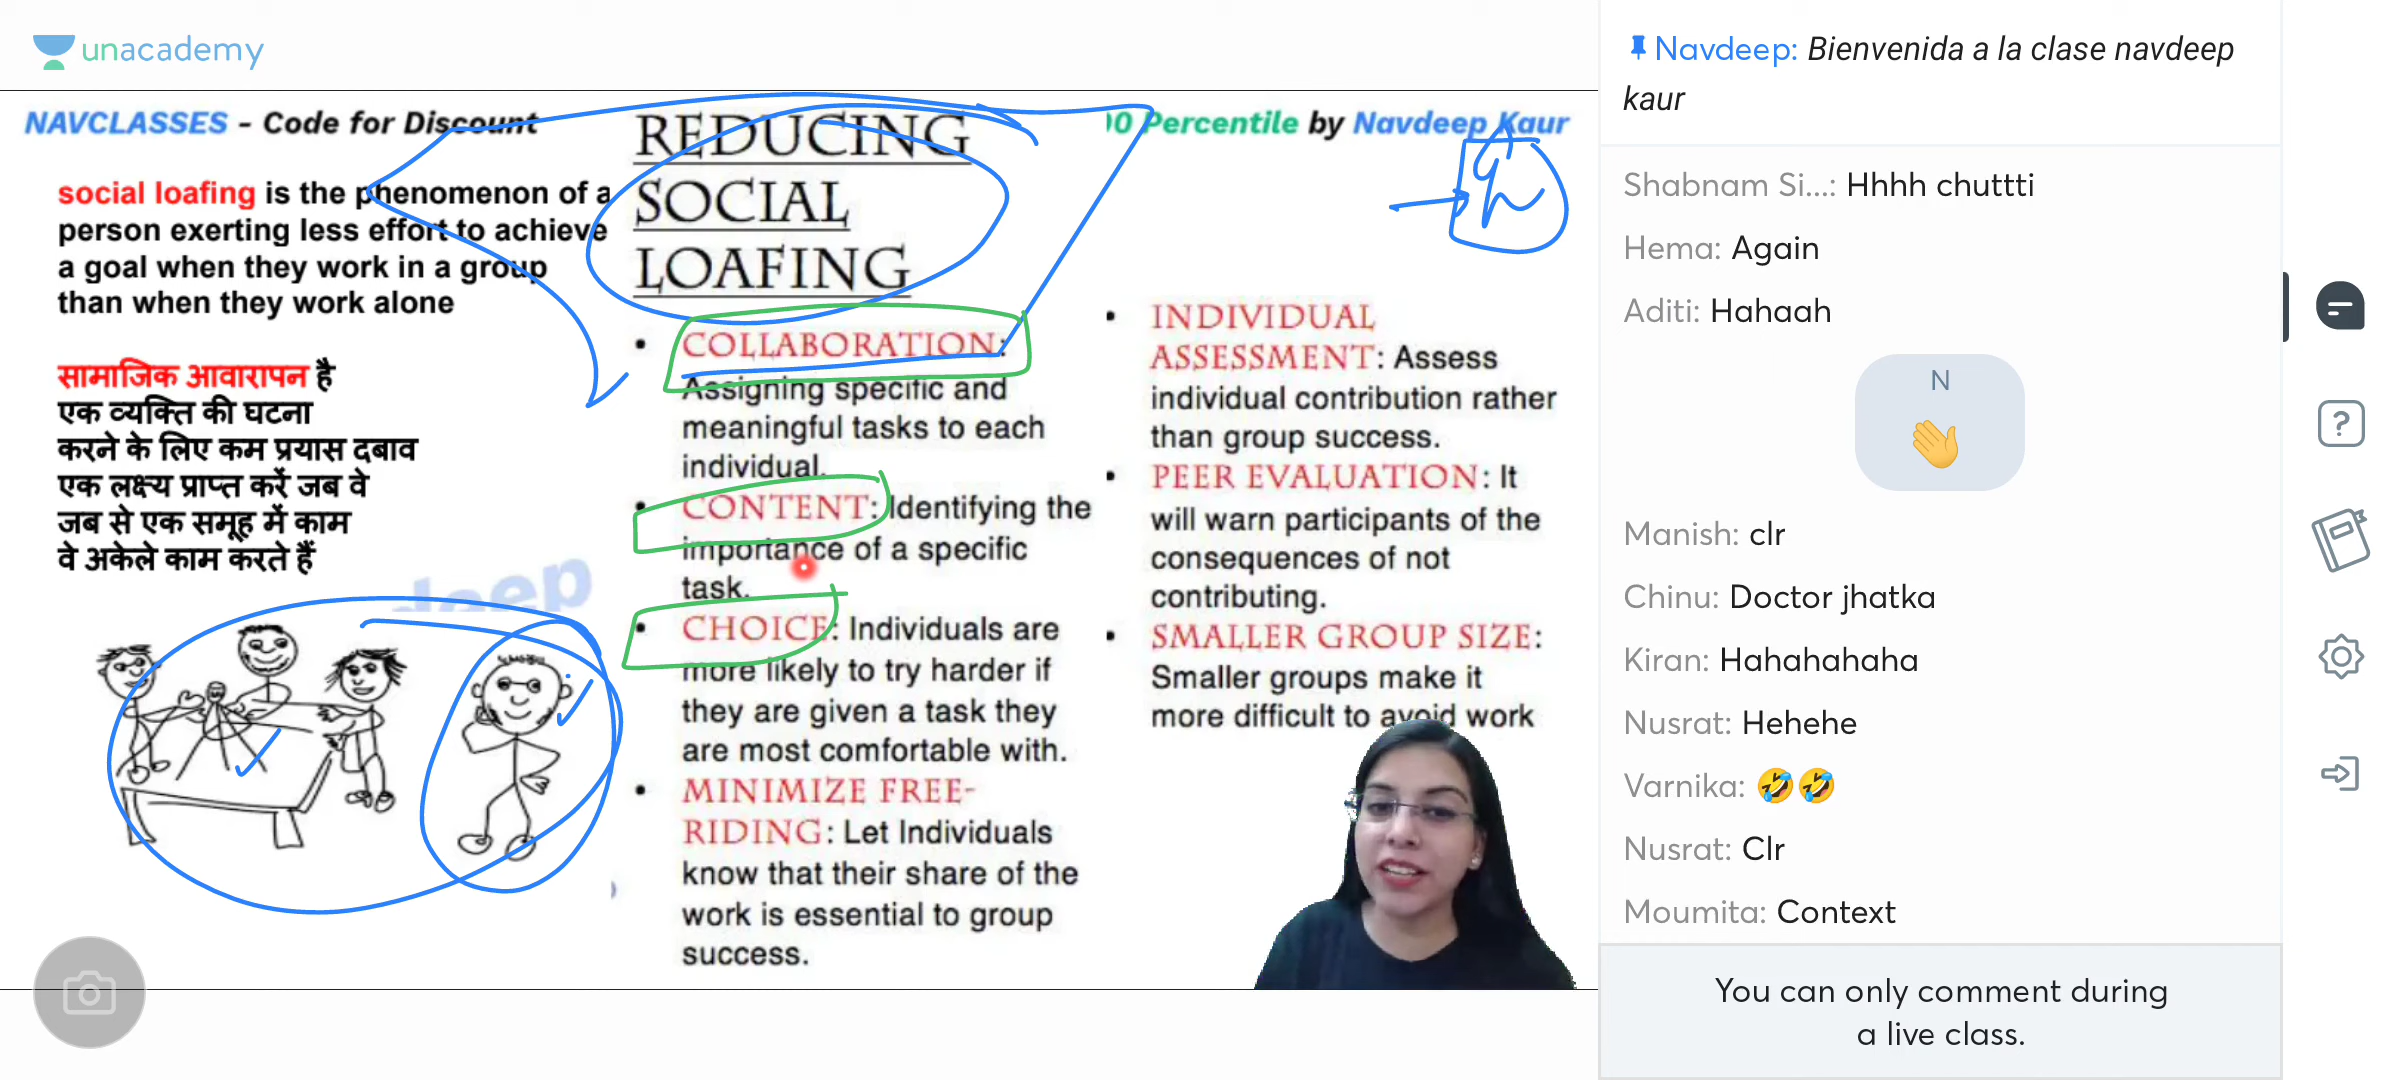 unacademy
NAVCLASSES - Code for Discount
social loafing is the phenomenon of a
person exerting less effort to achieve
a goal when they work in a group
than when they work alone
सामाजिक आवारापन है
एक व्यक्ति की घटना
करने के लिए कम प्रयास दबाव
एक लक्ष्य प्राप्त करें जब वे
जब से एक समूह में काम
वे अकेले काम करते हैं
deep
REDUCING
SOCIAL
LOAFING
• COLLABORATION:
Assigning specific and
meaningful tasks to each
individual.
• CONTENT: Identifying the
importance of a specific
task.
• CHOICE: Individuals are
more likely to try harder if
they are given a task they
are most comfortable with.
• MINIMIZE FREE-
RIDING: Let Individuals
know that their share of the
work is essential to group
success.
00 Percentile by Navdeep Kaur
• INDIVIDUAL
ASSESSMENT: Assess
individual contribution rather
than group success.
• PEER EVALUATION: It
will warn participants of the
consequences of not
contributing.
• SMALLER GROUP SIZE:
Smaller groups make it
more difficult to avoid work
Navdeep: Bienvenida a la clase navdeep
kaur
Shabnam Si...: Hhhh chuttti
Hema: Again
Aditi: Hahaah
N
Manish: clr
Chinu: Doctor jhatka
Kiran: Hahahahaha
Nusrat: Hehehe
Varnika: 🤣🤣
Nusrat: Clr
Moumita: Context
You can only comment during
a live class.